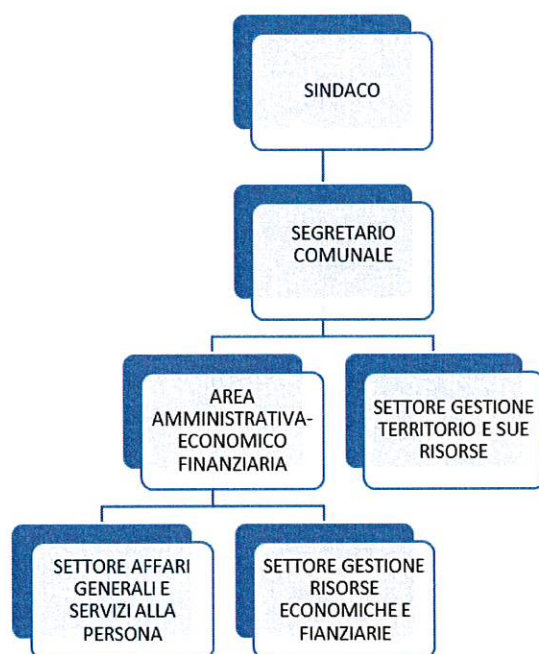 SINDACO
SEGRETARIO
COMUNALE
AREA
AMMINISTRATIVA-
ECONOMICO
FINANZIARIA
SETTORE GESTIONE
TERRITORIO E SUE
RISORSE
SETTORE AFFARI
GENERALI E
SERVIZI ALLA
PERSONA
SETTORE GESTIONE
RISORSE
ECONOMICHE E
FIANZIARIE